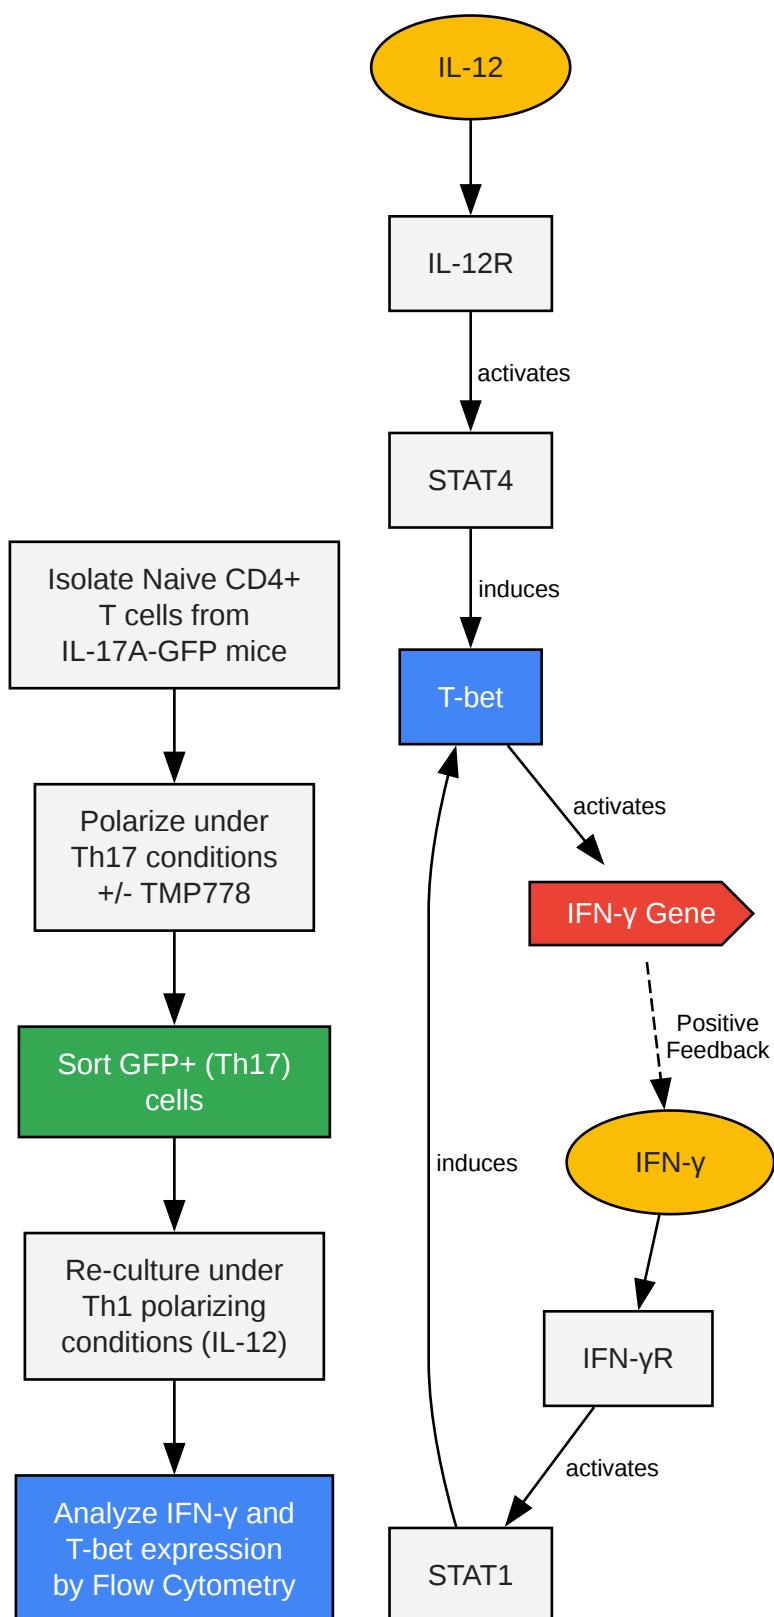 IL-12
IL-12R
activates
STAT4
induces
T-bet
activates
IFN-γ Gene
Positive
Feedback
IFN-γ
induces
IFN-γR
activates
STAT1
Isolate Naive CD4+
T cells from
IL-17A-GFP mice
Polarize under
Th17 conditions
+/- TMP778
Sort GFP+ (Th17)
cells
Re-culture under
Th1 polarizing
conditions (IL-12)
Analyze IFN-γ and
T-bet expression
by Flow Cytometry